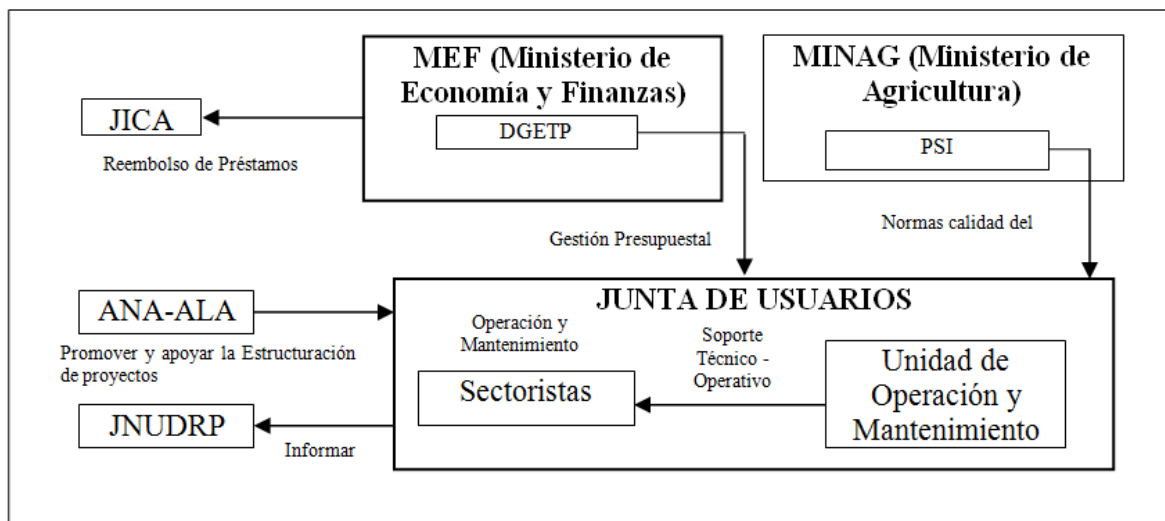 MEF (Ministerio de
Economía y Finanzas)
DGETP
MINAG (Ministerio de
Agricultura)
PSI
JICA
Reembolso de Préstamos
Gestión Presupuestal
Normas calidad del
ANA-ALA
Promover y apoyar la Estructuración
de proyectos
JNUDRP
Informar
JUNTA DE USUARIOS
Operación y
Mantenimiento
Sectoristas
Soporte
Técnico -
Operativo
Unidad de
Operación y
Mantenimiento